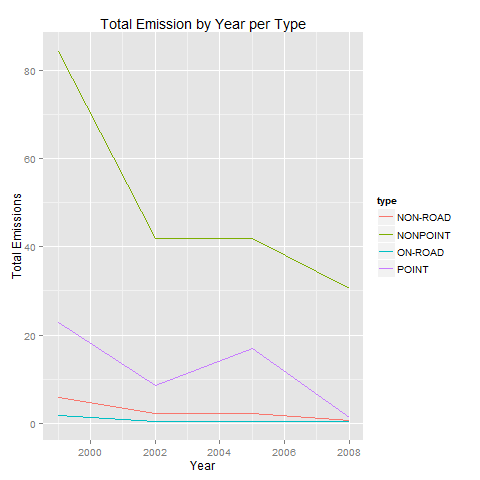 Total Emission by Year per Type
Total Emissions
80
60
40
20
0
2000
2002
2004
2006
2008
Year
type
NON-ROAD
NONPOINT
ON-ROAD
POINT